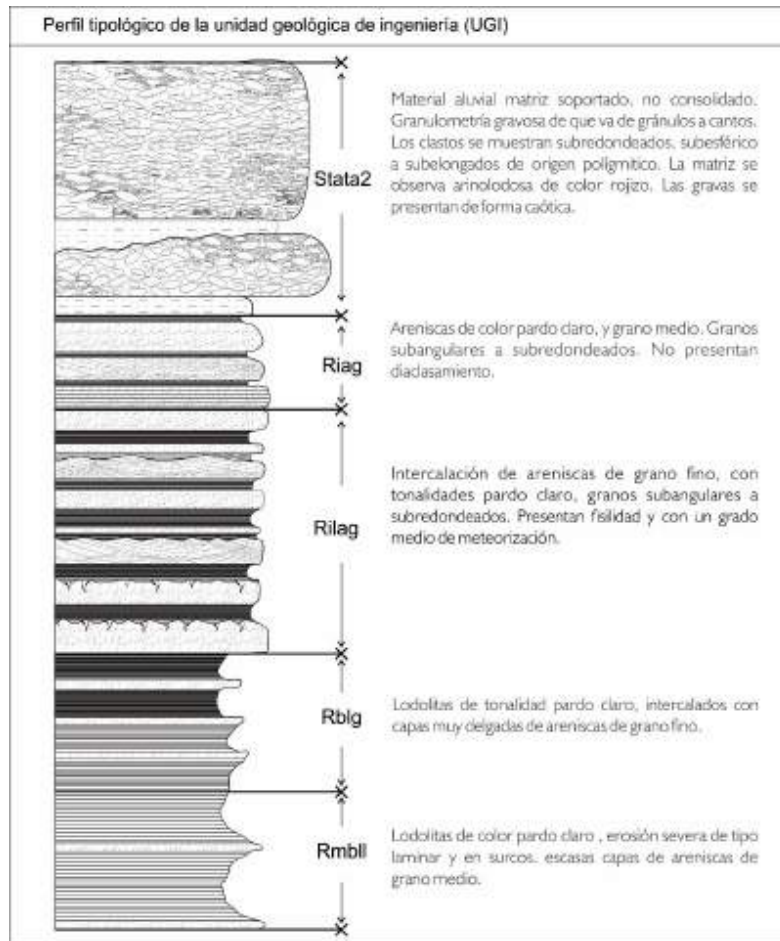 Perfil tipológico de la unidad geológica de ingeniería (UGI)
Material aluvial matriz soportado, no consolidado.
Granulometría gravosa de que va de gránulos a cantos.
Los clastos se muestran subredondeados, subesférico
a subelongados de origen polígmitico. La matriz se
observa arinolodosa de color rojizo. Las gravas se
presentan de forma caótica.
Stata2
Areniscas de color pardo claro, y grano medio. Granos
subangulares a subredondeados. No presentan
diaclasamiento.
Riag
Intercalación de areniscas de grano fino, con
tonalidades pardo claro, granos subangulares a
subredondeados. Presentan fisilidad y con un grado
medio de meteorización.
Rilag
Lodolitas de tonalidad pardo claro, intercalados con
capas muy delgadas de areniscas de grano fino.
Rblg
Lodolitas de color pardo claro , erosión severa de tipo
laminar y en surcos. escasas capas de areniscas de
grano medio.
Rmbll